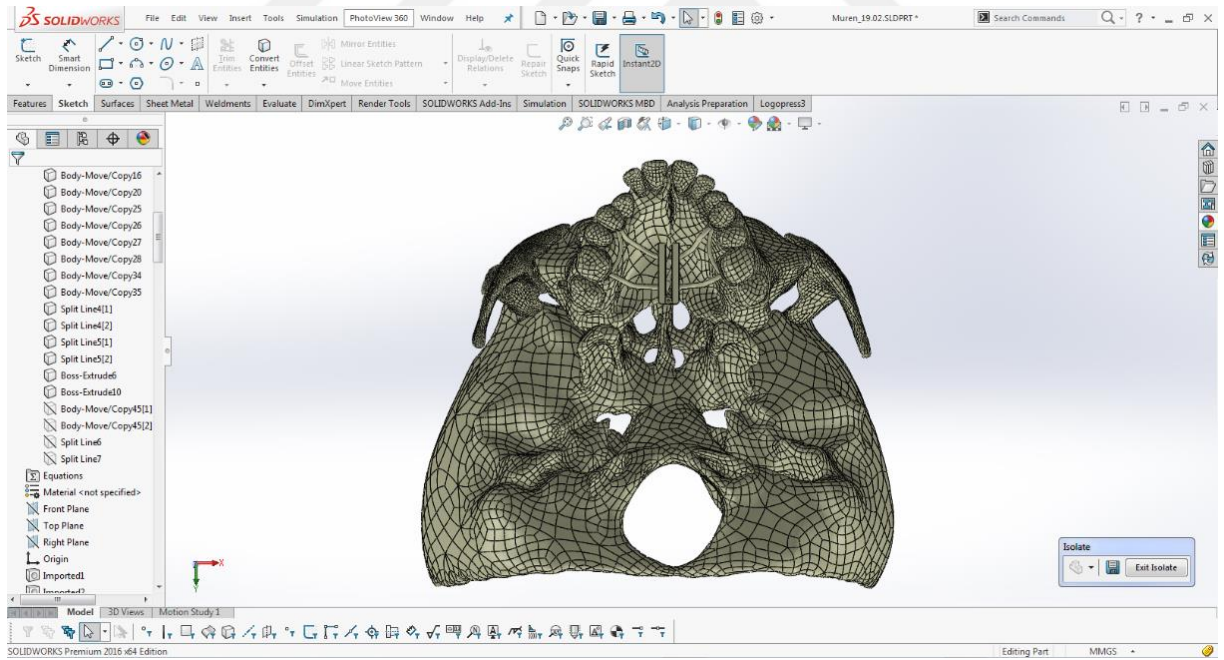 SOLIDWORKS File Edit View Insert Tools Simulation PhotoView 360 Window Help Muren_19.02.SLDPRT * Search Commands
Sketch Smart Dimension Trim Entities Convert Entities Offset Entities Mirror Entities Linear Sketch Pattern Move Entities Display/Delete Relations Repair Sketch Quick Snaps Rapid Sketch Instant2D
Features Sketch Surfaces Sheet Metal Weldments Evaluate DimXpert Render Tools SOLIDWORKS Add-Ins Simulation SOLIDWORKS MBD Analysis Preparation Logopress3
Body-Move/Copy16
Body-Move/Copy20
Body-Move/Copy25
Body-Move/Copy26
Body-Move/Copy27
Body-Move/Copy28
Body-Move/Copy34
Body-Move/Copy35
Split Line4[1]
Split Line4[2]
Split Line5[1]
Split Line5[2]
Boss-Extrude6
Boss-Extrude10
Body-Move/Copy45[1]
Body-Move/Copy45[2]
Split Line6
Split Line7
Equations
Material <not specified>
Front Plane
Top Plane
Right Plane
Origin
Imported1
Imported2
X
Y
Isolate
Exit Isolate
Model 3D Views Motion Study 1
SOLIDWORKS Premium 2016 x64 Edition Editing Part MMGS